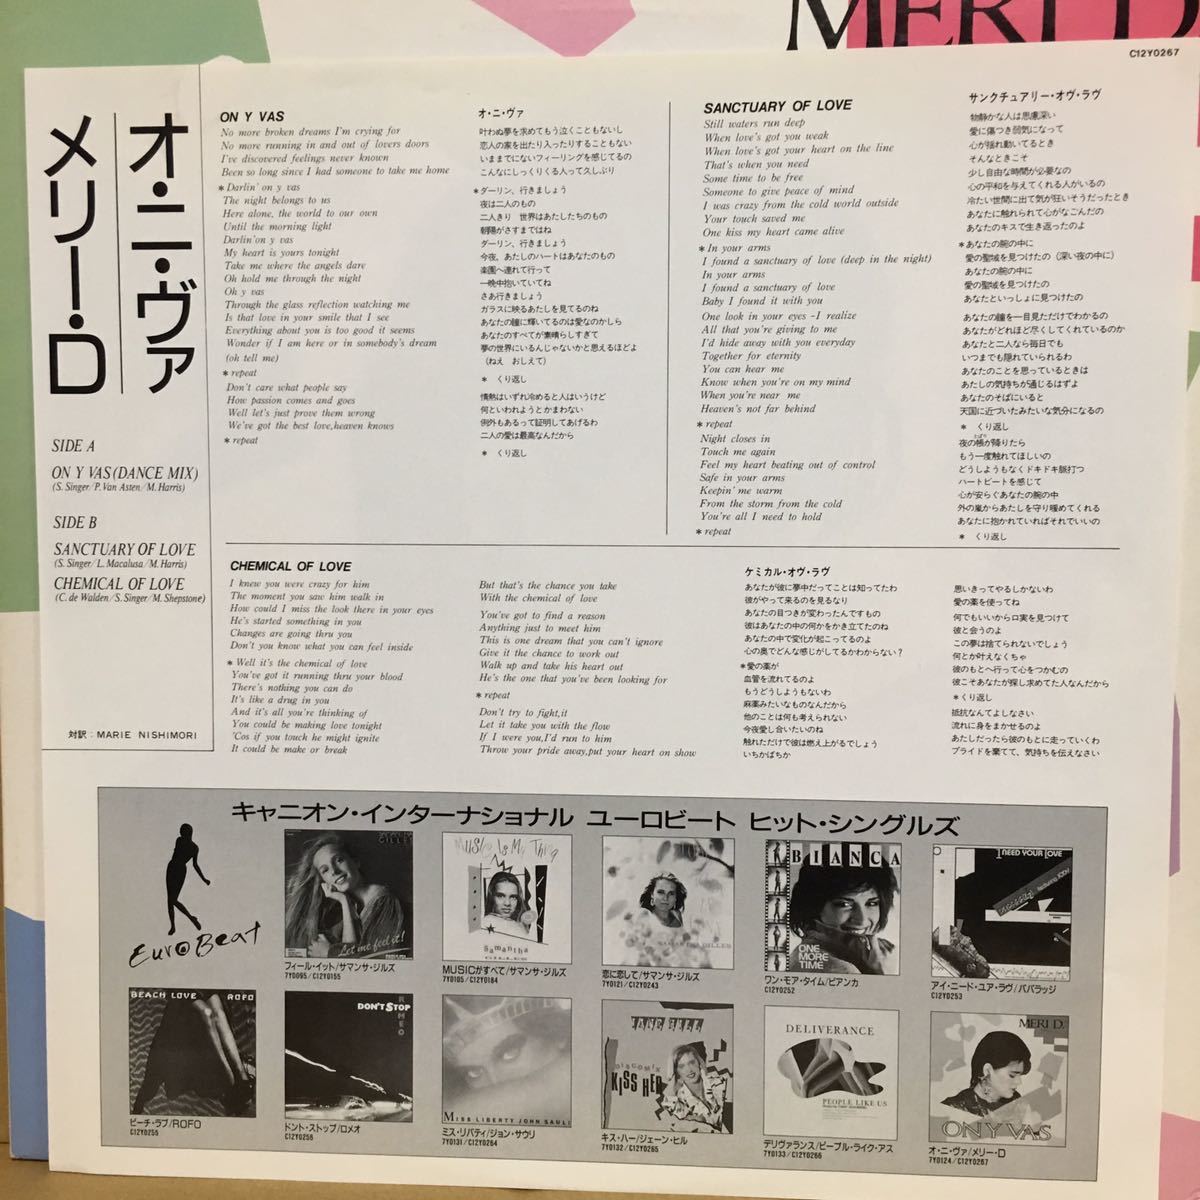 MERI D.
C12Y0267
オ・ニ・ヴァ
メリー・D
SIDE A
ON Y VAS (DANCE MIX)
(S. Singer/P. Van Asten/M. Harris)
SIDE B
SANCTUARY OF LOVE
(S. Singer/L. Macalusa/M. Harris)
CHEMICAL OF LOVE
(C. de Walden/S. Singer/M. Shepstone)
対訳：MARIE NISHIMORI
ON Y VAS
No more broken dreams I'm crying for
No more running in and out of lovers doors
I've discovered feelings never known
Been so long since I had someone to take me home
* Darlin' on y vas
The night belongs to us
Here alone, the world to our own
Until the morning light
Darlin'on y vas
My heart is yours tonight
Take me where the angels dare
Oh hold me through the night
Oh y vas
Through the glass reflection watching me
Is that love in your smile that I see
Everything about you is too good it seems
Wonder if I am here or in somebody's dream
(oh tell me)
* repeat
Don't care what people say
How passion comes and goes
Well let's just prove them wrong
We've got the best love,heaven knows
* repeat
オ・ニ・ヴァ
叶わぬ夢を求めてもう泣くこともないし
恋人の家を出たり入ったりすることもない
いままでにないフィーリングを感じてるの
こんなにしっくりくる人って久しぶり
*ダーリン、行きましょう
夜は二人のもの
二人きり 世界はあたしたちのもの
朝陽がさすまではね
ダーリン、行きましょう
今夜、あたしのハートはあなたのもの
楽園へ連れて行って
一晩中抱いていてね
さあ行きましょう
ガラスに映るあたしを見てるのね
あなたの瞳に輝いてるのは愛なのかしら
あなたのすべてが素晴らしすぎて
夢の世界にいるんじゃないかと思えるほどよ
（ねえ おしえて）
* くり返し
情熱はいずれ冷めると人はいうけど
何といわれようとかまわない
例外もあるって証明してあげるわ
二人の愛は最高なんだから
* くり返し
SANCTUARY OF LOVE
Still waters run deep
When love's got you weak
When love's got your heart on the line
That's when you need
Some time to be free
Someone to give peace of mind
I was crazy from the cold world outside
Your touch saved me
One kiss my heart came alive
* In your arms
I found a sanctuary of love (deep in the night)
In your arms
I found a sanctuary of love
Baby I found it with you
One look in your eyes -I realize
All that you're giving to me
I'd hide away with you everyday
Together for eternity
You can hear me
Know when you're on my mind
When you're near me
Heaven's not far behind
* repeat
Night closes in
Touch me again
Feel my heart beating out of control
Safe in your arms
Keepin' me warm
From the storm from the cold
You're all I need to hold
* repeat
サンクチュアリー・オヴ・ラヴ
物静かな人は思慮深い
愛に傷つき弱気になって
心が揺れ動いてるとき
そんなときこそ
少し自由な時間が必要なの
心の平和を与えてくれる人がいるの
冷たい世間に出て気が狂いそうだったとき
あなたに触れられて心がなごんだの
あなたのキスで生き返ったのよ
*あなたの腕の中に
愛の聖域を見つけたの（深い夜の中に）
あなたの腕の中に
愛の聖域を見つけたの
あなたといっしょに見つけたの
あなたの瞳を一目見ただけでわかるの
あなたがどれほど尽くしてくれているのか
あなたと二人なら毎日でも
いつまでも隠れていられるわ
あなたのことを思っているときは
あたしの気持ちが通じるはずよ
あなたのそばにいると
天国に近づいたみたいな気分になるの
* くり返し
夜の帳が降りたら
もう一度触れてほしいの
どうしようもなくドキドキ脈打つ
ハートビートを感じて
心が安らぐあなたの腕の中
外の嵐からあたしを守り暖めてくれる
あなたに抱かれていればそれでいいの
* くり返し
CHEMICAL OF LOVE
I knew you were crazy for him
The moment you saw him walk in
How could I miss the look there in your eyes
He's started something in you
Changes are going thru you
Don't you know what you can feel inside
* Well it's the chemical of love
You've got it running thru your blood
There's nothing you can do
It's like a drug in you
And it's all you're thinking of
You could be making love tonight
'Cos if you touch he might ignite
It could be make or break
But that's the chance you take
With the chemical of love
You've got to find a reason
Anything just to meet him
This is one dream that you can't ignore
Give it the chance to work out
Walk up and take his heart out
He's the one that you've been looking for
* repeat
Don't try to fight,it
Let it take you with the flow
If I were you,I'd run to him
Throw your pride away,put your heart on show
ケミカル・オヴ・ラヴ
あなたが彼に夢中だってことは知ってたわ
彼がやって来るのを見るなり
あなたの目つきが変わったんですもの
彼はあなたの中の何かをかき立てたのね
あなたの中で変化が起こってるのよ
心の奥でどんな感じがしてるかわからない？
*愛の薬が
血管を流れてるのよ
もうどうしようもないわ
麻薬みたいなものなんだから
他のことは何も考えられない
今夜愛し合いたいのね
触れただけで彼は燃え上がるでしょう
いちかばちか
思いきってやるしかないわ
愛の薬を使ってね
何でもいいから口実を見つけて
彼と会うのよ
この夢は捨てられないでしょう
何とか叶えなくちゃ
彼のもとへ行って心をつかむの
彼こそあなたが探し求めてた人なんだから
*くり返し
抵抗なんてよしなさい
流れに身をまかせるのよ
あたしだったら彼のもとに走っていくわ
プライドを棄てて、気持ちを伝えなさい
キャニオン・インターナショナル ユーロビート ヒット・シングルズ
EuroBeat
Let me feel it!
フィール・イット/サマンサ・ジルズ
7Y0095/C12Y0155
Music Is My Thing
Samantha
MUSICがすべて/サマンサ・ジルズ
7Y0105/C12Y0184
SAMANTHA GILLES
恋に恋して/サマンサ・ジルズ
7Y0121/C12Y0243
BIANCA
ONE MORE TIME
ワン・モア・タイム/ビアンカ
C12Y0252
I NEED YOUR LOVE
アイ・ニード・ユア・ラヴ/パパラッジ
C12Y0253
BEACH LOVE ROFO
ビーチ・ラブ/ROFO
C12Y0255
DON'T STOP
ROMEO
ドント・ストップ/ロメオ
C12Y0256
MISS LIBERTY JOHN SAULI
ミス・リバティ/ジョン・サウリ
7Y0131/C12Y0264
JANE HILL
DISCOMIX
KISS HER
キス・ハー/ジェーン・ヒル
7Y0132/C12Y0265
DELIVERANCE
PEOPLE LIKE US
デリヴァランス/ピープル・ライク・アス
7Y0133/C12Y0266
MERI D.
ON Y VAS
オ・ニ・ヴァ/メリー・D
7Y0124/C12Y0267